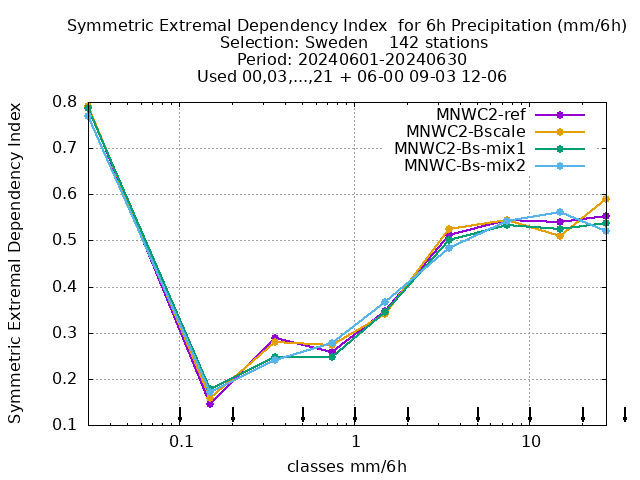 Symmetric Extremal Dependency Index  for 6h Precipitation (mm/6h)
Selection: Sweden    142 stations
Period: 20240601-20240630
Used 00,03,...,21 + 06-00 09-03 12-06
Symmetric Extremal Dependency Index
0.8
0.7
0.6
0.5
0.4
0.3
0.2
0.1
MNWC2-ref
MNWC2-Bscale
MNWC2-Bs-mix1
MNWC-Bs-mix2
0.1 1 10
classes mm/6h